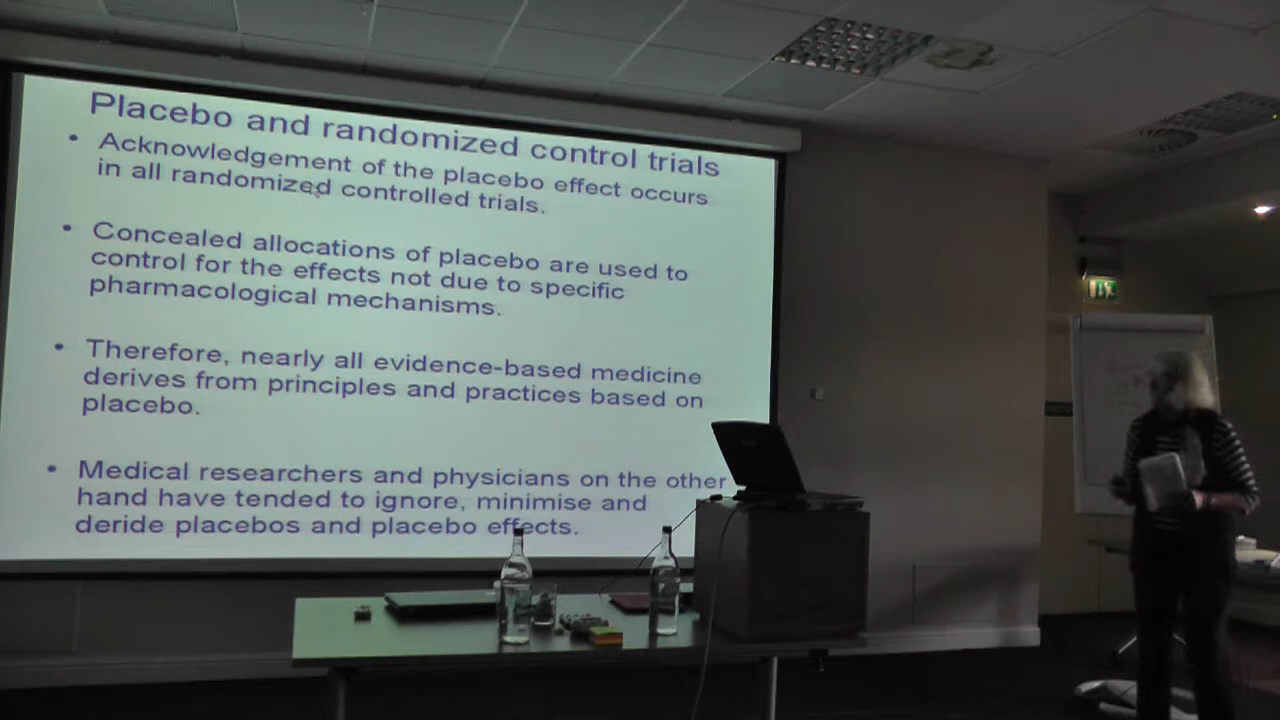 Placebo and randomized control trials
• Acknowledgement of the placebo effect occurs
in all randomized controlled trials.
• Concealed allocations of placebo are used to
control for the effects not due to specific
pharmacological mechanisms.
• Therefore, nearly all evidence-based medicine
derives from principles and practices based on
placebo.
• Medical researchers and physicians on the other
hand have tended to ignore, minimise and
deride placebos and placebo effects.